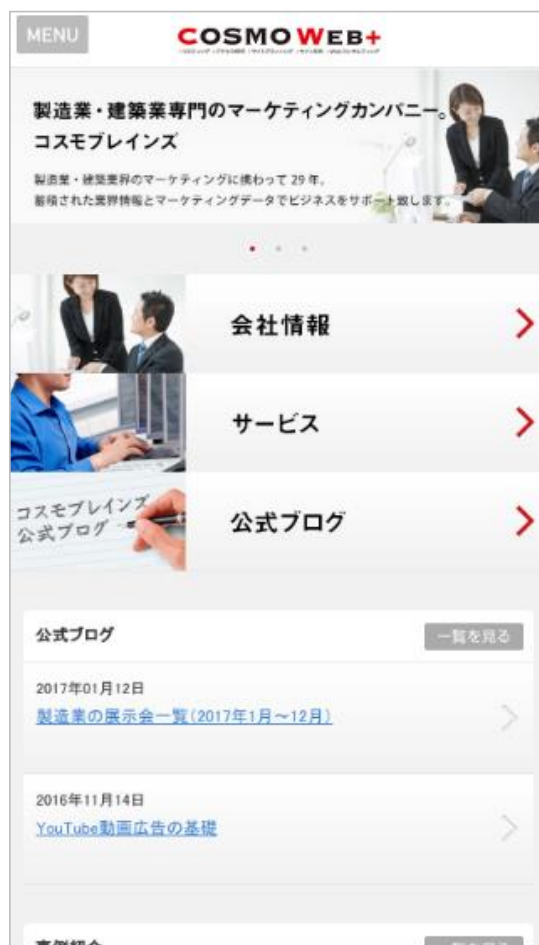 MENU
COSMO WEB+
製造業・建築業専門のマーケティングカンパニー。
コスモブレインズ
製造業・建築業界のマーケティングに携わって 29 年。
蓄積された業界情報とマーケティングデータでビジネスをサポート致します。
会社情報
サービス
コスモブレインズ
公式ブログ
公式ブログ
公式ブログ
一覧を見る
2017年01月12日
製造業の展示会一覧(2017年1月～12月)
2016年11月14日
YouTube動画広告の基礎
事例紹介
一覧を見る